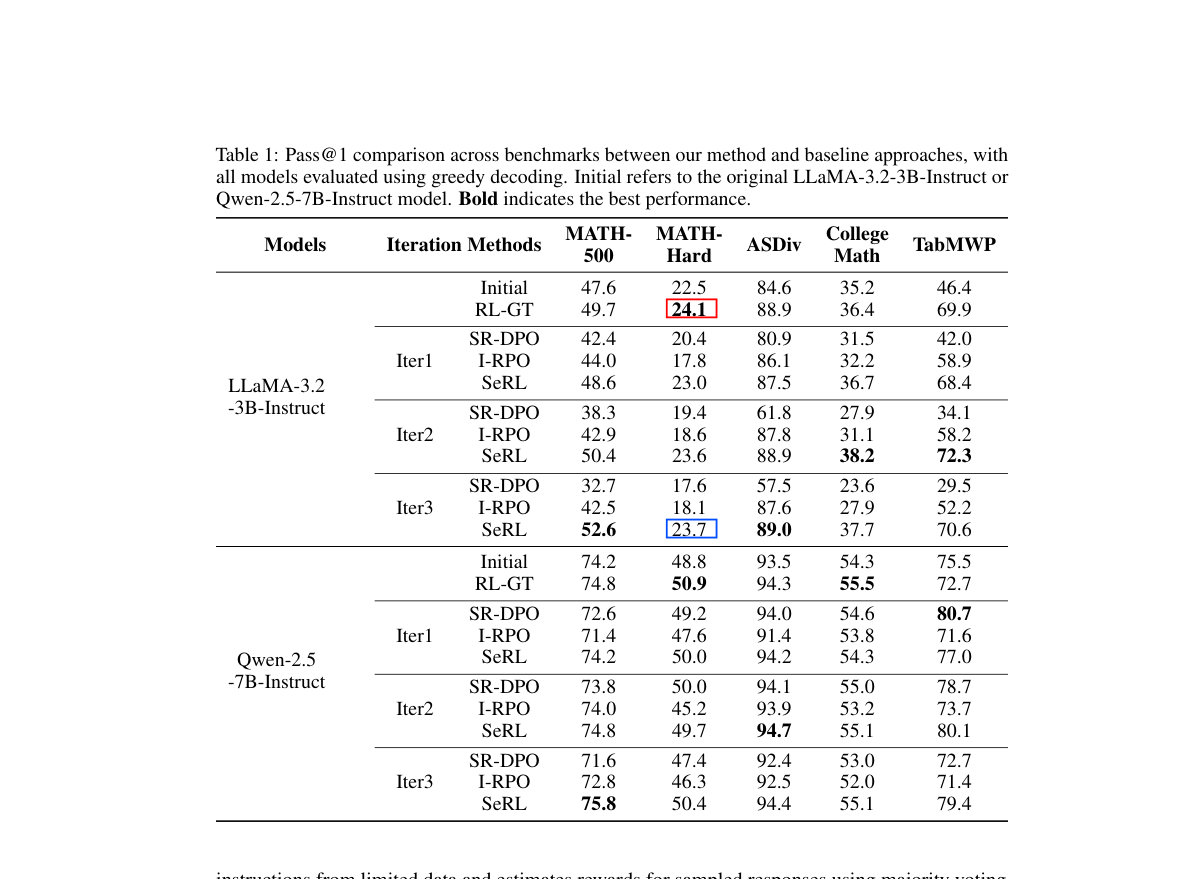 Table 1: Pass@1 comparison across benchmarks between our method and baseline approaches, with
all models evaluated using greedy decoding. Initial refers to the original LLaMA-3.2-3B-Instruct or
Qwen-2.5-7B-Instruct model. Bold indicates the best performance.
Models Iteration Methods MATH-500 MATH-Hard ASDiv College Math TabMWP
LLaMA-3.2
-3B-Instruct
Initial 47.6 22.5 84.6 35.2 46.4
RL-GT 49.7 24.1 88.9 36.4 69.9
Iter1
SR-DPO 42.4 20.4 80.9 31.5 42.0
I-RPO 44.0 17.8 86.1 32.2 58.9
SeRL 48.6 23.0 87.5 36.7 68.4
Iter2
SR-DPO 38.3 19.4 61.8 27.9 34.1
I-RPO 42.9 18.6 87.8 31.1 58.2
SeRL 50.4 23.6 88.9 38.2 72.3
Iter3
SR-DPO 32.7 17.6 57.5 23.6 29.5
I-RPO 42.5 18.1 87.6 27.9 52.2
SeRL 52.6 23.7 89.0 37.7 70.6
Qwen-2.5
-7B-Instruct
Initial 74.2 48.8 93.5 54.3 75.5
RL-GT 74.8 50.9 94.3 55.5 72.7
Iter1
SR-DPO 72.6 49.2 94.0 54.6 80.7
I-RPO 71.4 47.6 91.4 53.8 71.6
SeRL 74.2 50.0 94.2 54.3 77.0
Iter2
SR-DPO 73.8 50.0 94.1 55.0 78.7
I-RPO 74.0 45.2 93.9 53.2 73.7
SeRL 74.8 49.7 94.7 55.1 80.1
Iter3
SR-DPO 71.6 47.4 92.4 53.0 72.7
I-RPO 72.8 46.3 92.5 52.0 71.4
SeRL 75.8 50.4 94.4 55.1 79.4
instructions from limited data and estimates rewards for sampled responses using majority voting